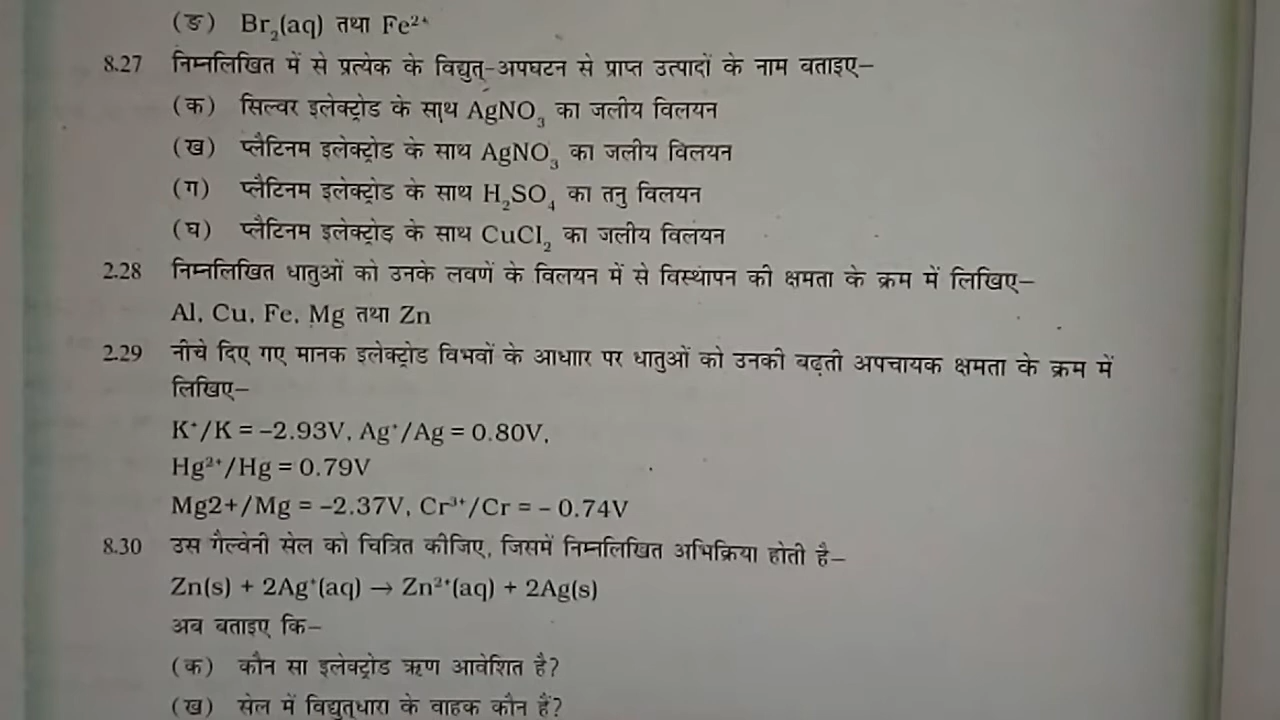 (ङ) Br₂(aq) तथा Fe²⁺
8.27 निम्नलिखित में से प्रत्येक के विद्युत्-अपघटन से प्राप्त उत्पादों के नाम बताइए–
(क) सिल्वर इलेक्ट्रोड के साथ AgNO₃ का जलीय विलयन
(ख) प्लैटिनम इलेक्ट्रोड के साथ AgNO₃ का जलीय विलयन
(ग) प्लैटिनम इलेक्ट्रोड के साथ H₂SO₄ का तनु विलयन
(घ) प्लैटिनम इलेक्ट्रोड के साथ CuCl₂ का जलीय विलयन
2.28 निम्नलिखित धातुओं को उनके लवणें के विलयन में से विस्थापन की क्षमता के क्रम में लिखिए–
Al, Cu, Fe, Mg तथा Zn
2.29 नीचे दिए गए मानक इलेक्ट्रोड विभवों के आधाार पर धातुओं को उनकी बढ़ती अपचायक क्षमता के क्रम में
लिखिए–
K⁺/K = –2.93V, Ag⁺/Ag = 0.80V,
Hg²⁺/Hg = 0.79V
Mg2+/Mg = –2.37V, Cr³⁺/Cr = – 0.74V
8.30 उस गैल्वेनी सेल को चित्रित कीजिए, जिसमें निम्नलिखित अभिक्रिया होती है–
Zn(s) + 2Ag⁺(aq) → Zn²⁺(aq) + 2Ag(s)
अब बताइए कि–
(क) कौन सा इलेक्ट्रोड ऋण आवेशित है?
(ख) सेल में विद्युत्धारा के वाहक कौन हैं?